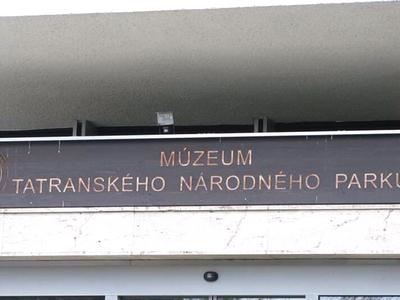 MÚZEUM
TATRANSKÉHO NÁRODNÉHO PARKU